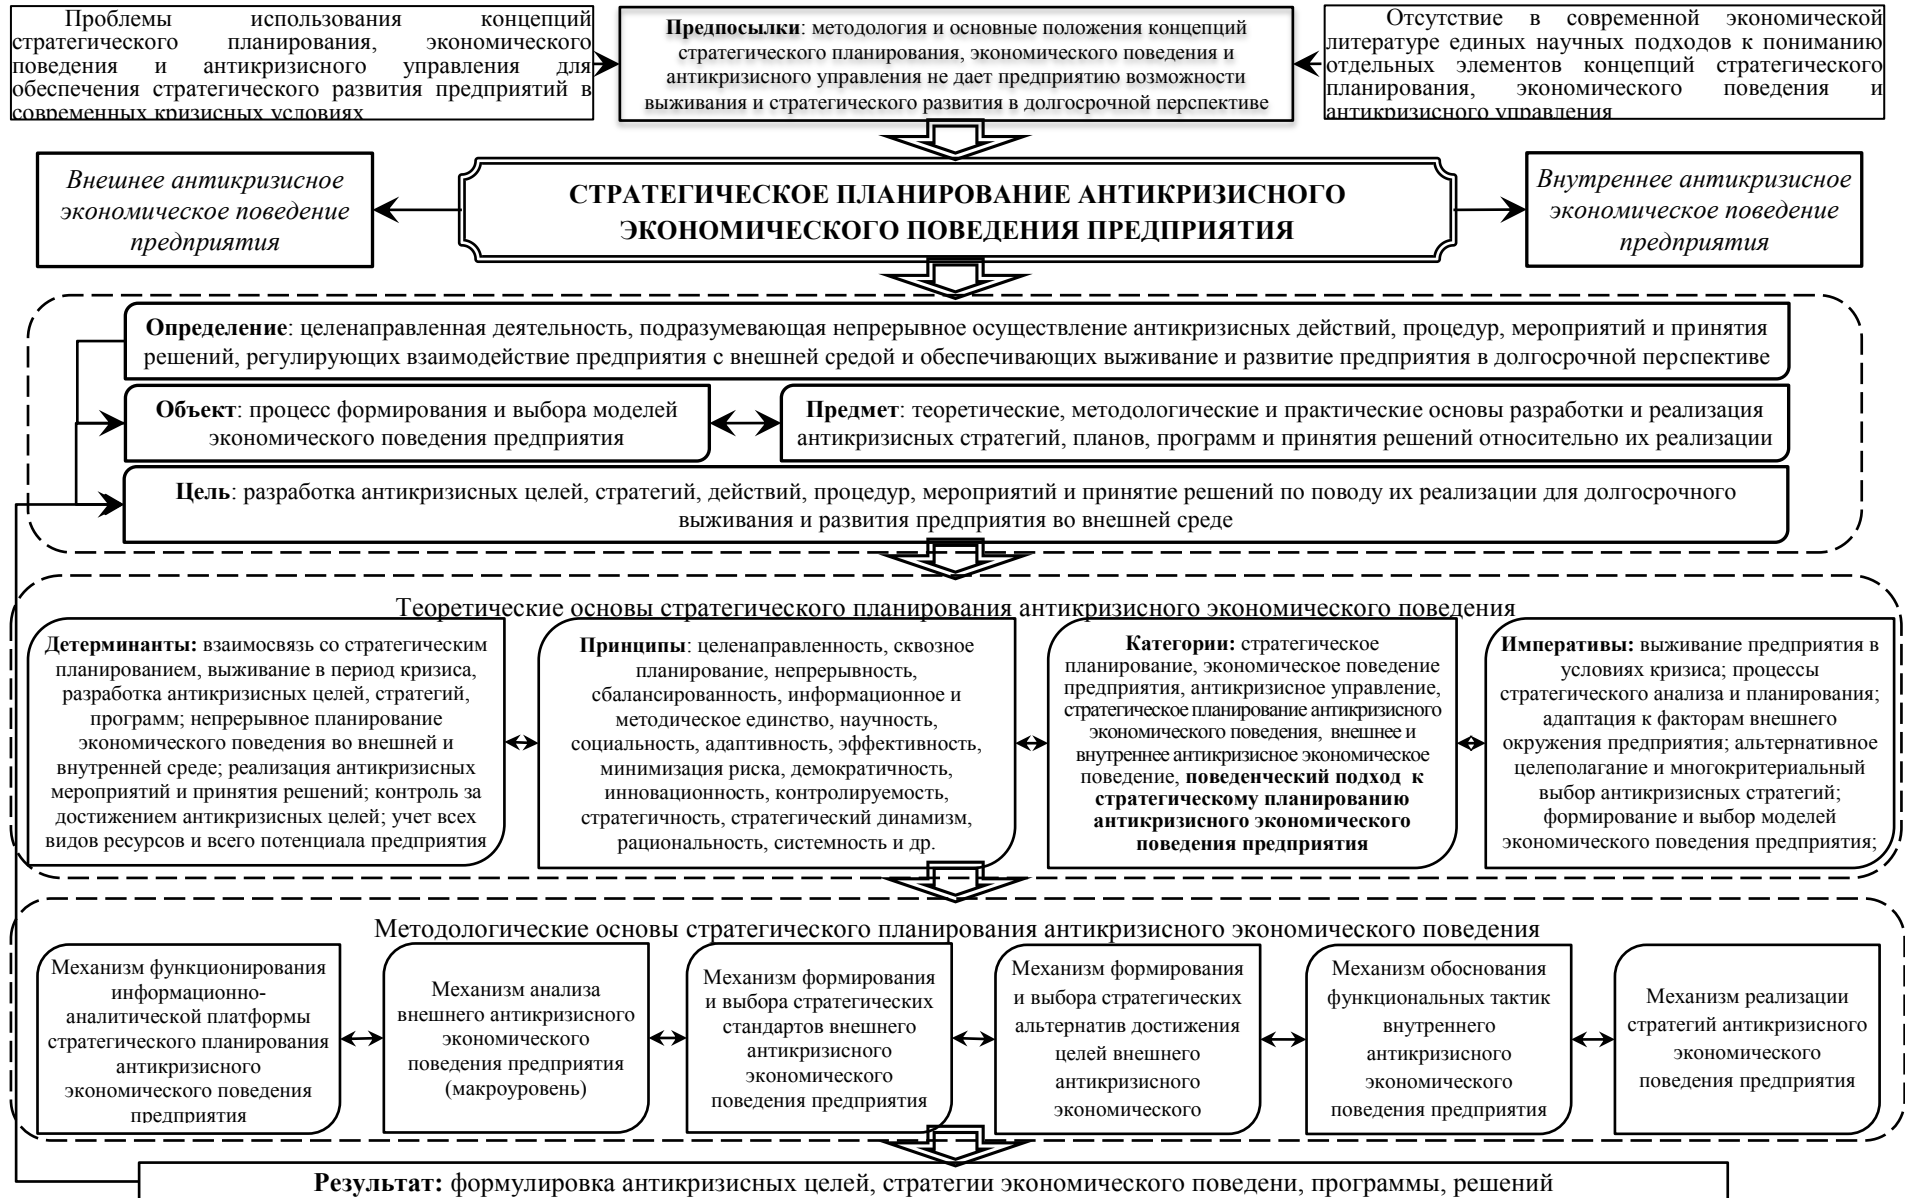 Проблемы использования концепций
стратегического планирования, экономического
поведения и антикризисного управления для
обеспечения стратегического развития предприятий в
современных кризисных условиях
Предпосылки: методология и основные положения концепций
стратегического планирования, экономического поведения и
антикризисного управления не дает предприятию возможности
выживания и стратегического развития в долгосрочной перспективе
Отсутствие в современной экономической
литературе единых научных подходов к пониманию
отдельных элементов концепций стратегического
планирования, экономического поведения и
антикризисного управления
Внешнее антикризисное
экономическое поведение
предприятия
СТРАТЕГИЧЕСКОЕ ПЛАНИРОВАНИЕ АНТИКРИЗИСНОГО
ЭКОНОМИЧЕСКОГО ПОВЕДЕНИЯ ПРЕДПРИЯТИЯ
Внутреннее антикризисное
экономическое поведение
предприятия
Определение: целенаправленная деятельность, подразумевающая непрерывное осуществление антикризисных действий, процедур, мероприятий и принятия
решений, регулирующих взаимодействие предприятия с внешней средой и обеспечивающих выживание и развитие предприятия в долгосрочной перспективе
Объект: процесс формирования и выбора моделей
экономического поведения предприятия
Предмет: теоретические, методологические и практические основы разработки и реализация
антикризисных стратегий, планов, программ и принятия решений относительно их реализации
Цель: разработка антикризисных целей, стратегий, действий, процедур, мероприятий и принятие решений по поводу их реализации для долгосрочного
выживания и развития предприятия во внешней среде
Теоретические основы стратегического планирования антикризисного экономического поведения
Детерминанты: взаимосвязь со стратегическим
планированием, выживание в период кризиса,
разработка антикризисных целей, стратегий,
программ; непрерывное планирование
экономического поведения во внешней и
внутренней среде; реализация антикризисных
мероприятий и принятия решений; контроль за
достижением антикризисных целей; учет всех
видов ресурсов и всего потенциала предприятия
Принципы: целенаправленность, сквозное
планирование, непрерывность,
сбалансированность, информационное и
методическое единство, научность,
социальность, адаптивность, эффективность,
минимизация риска, демократичность,
инновационность, контролируемость,
стратегичность, стратегический динамизм,
рациональность, системность и др.
Категории: стратегическое
планирование, экономическое поведение
предприятия, антикризисное управление,
стратегическое планирование антикризисного
экономического поведения, внешнее и
внутреннее антикризисное экономическое
поведение, поведенческий подход к
стратегическому планированию
антикризисного экономического
поведения предприятия
Императивы: выживание предприятия в
условиях кризиса; процессы
стратегического анализа и планирования;
адаптация к факторам внешнего
окружения предприятия; альтернативное
целеполагание и многокритериальный
выбор антикризисных стратегий;
формирование и выбор моделей
экономического поведения предприятия;
Методологические основы стратегического планирования антикризисного экономического поведения
Механизм функционирования
информационно-
аналитической платформы
стратегического планирования
антикризисного
экономического поведения
предприятия
Механизм анализа
внешнего антикризисного
экономического
поведения предприятия
(макроуровень)
Механизм формирования
и выбора стратегических
стандартов внешнего
антикризисного
экономического
поведения предприятия
Механизм формирования
и выбора стратегических
альтернатив достижения
целей внешнего
антикризисного
экономического
Механизм обоснования
функциональных тактик
внутреннего
антикризисного
экономического
поведения предприятия
Механизм реализации
стратегий антикризисного
экономического
поведения предприятия
Результат: формулировка антикризисных целей, стратегии экономического поведени, программы, решений